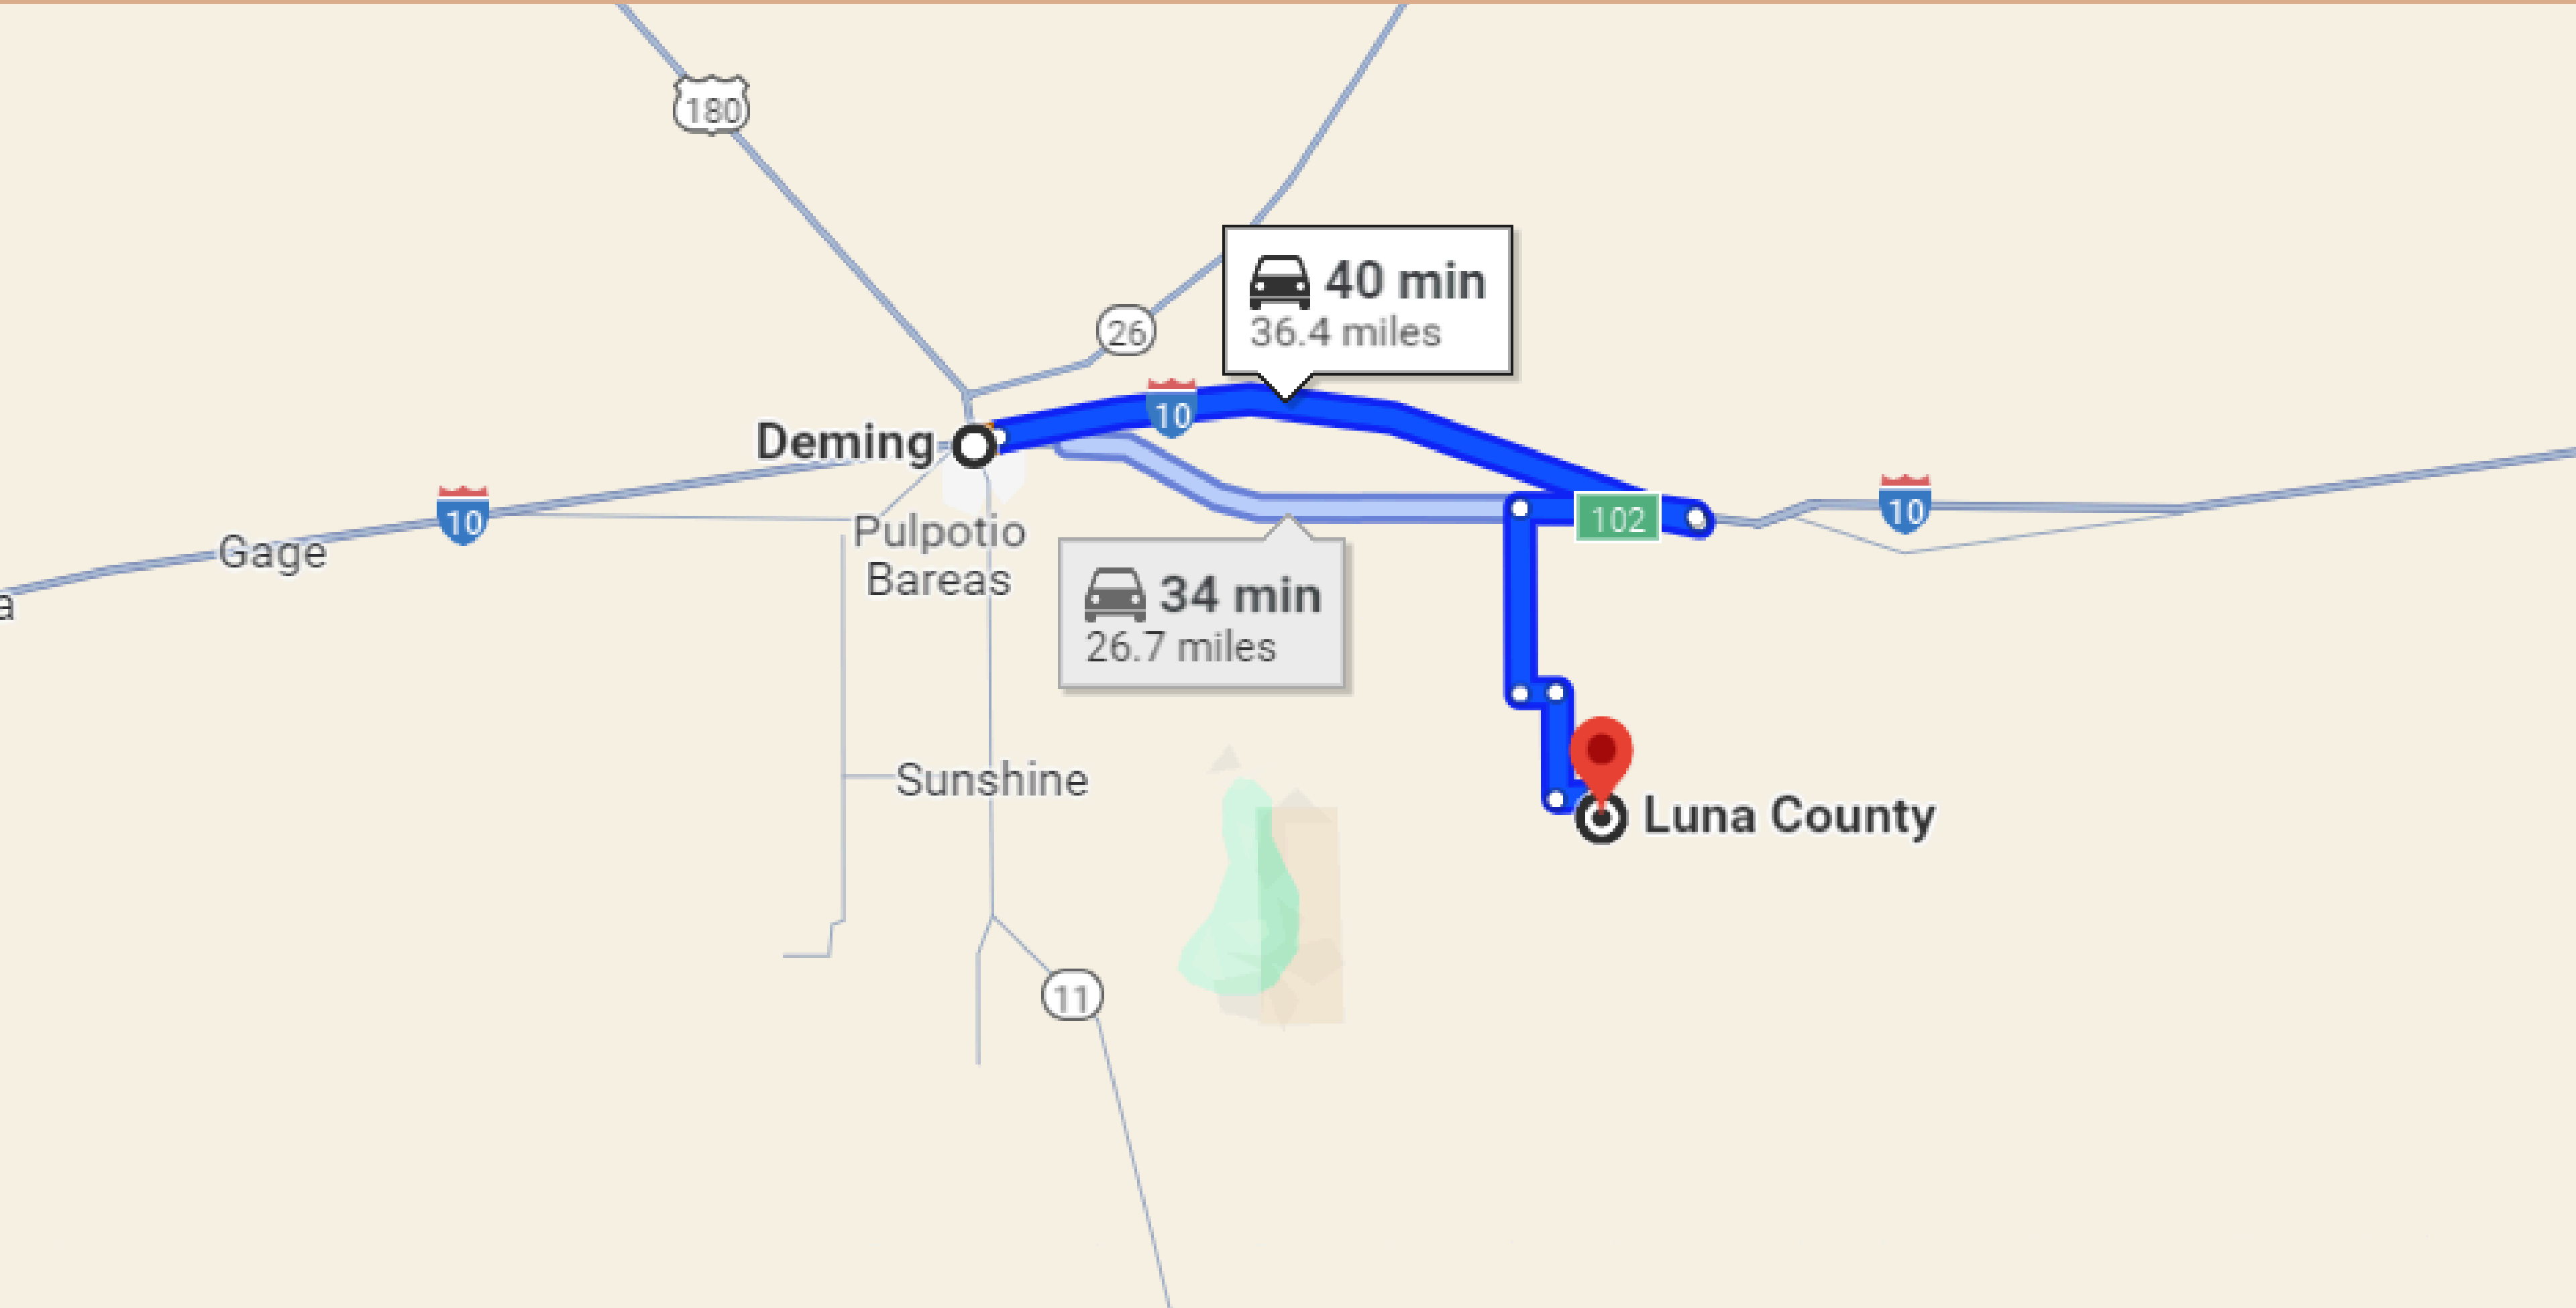 180
40 min
36.4 miles
26
10
Deming
10
102
10
Gage
Pulpotio
Bareas
34 min
26.7 miles
a
Sunshine
Luna County
11